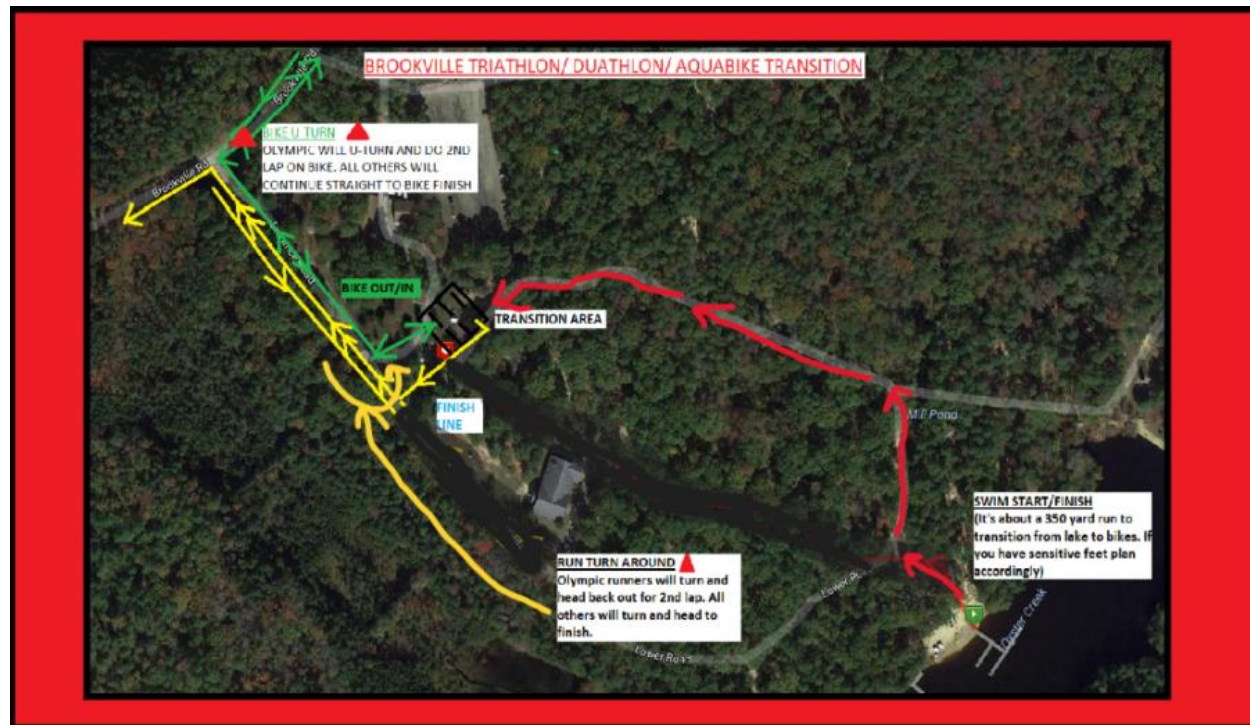 BROOKVILLE TRIATHLON/ DUATHLON/ AQUABIKE TRANSITION
Brookville Rd
BIKE U TURN
OLYMPIC WILL U-TURN AND DO 2ND
LAP ON BIKE. ALL OTHERS WILL
CONTINUE STRAIGHT TO BIKE FINISH
Brookville Rd
BIKE OUT/IN
TRANSITION AREA
FINISH
LINE
Mill Pond
SWIM START/FINISH
(It's about a 350 yard run to
transition from lake to bikes. If
you have sensitive feet plan
accordingly)
RUN TURN AROUND
Olympic runners will turn and
head back out for 2nd lap. All
others will turn and head to
finish.
Lower
Lower Road
Oyster Creek